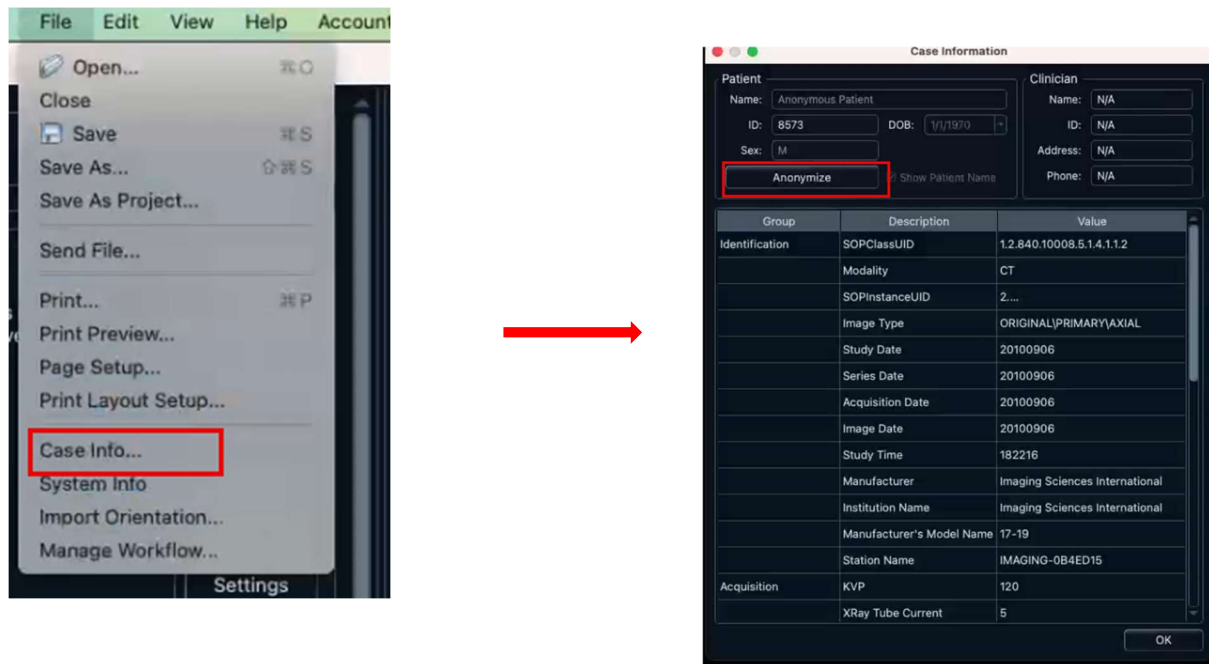 File Edit View Help Account
Open... ⌘O
Close
Save ⌘S
Save As... ⇧⌘S
Save As Project...
Send File...
Print... ⌘P
Print Preview...
Page Setup...
Print Layout Setup...
Case Info...
System Info
Import Orientation...
Manage Workflow...
Settings
Case Information
Patient
Name: Anonymous Patient
ID: 8573 DOB: 1/1/1970
Sex: M
Anonymize Show Patient Name
Clinician
Name: N/A
ID: N/A
Address: N/A
Phone: N/A
Group Description Value
Identification SOPClassUID 1.2.840.10008.5.1.4.1.1.2
Modality CT
SOPInstanceUID 2....
Image Type ORIGINAL\PRIMARY\AXIAL
Study Date 20100906
Series Date 20100906
Acquisition Date 20100906
Image Date 20100906
Study Time 182216
Manufacturer Imaging Sciences International
Institution Name Imaging Sciences International
Manufacturer's Model Name 17-19
Station Name IMAGING-0B4ED15
Acquisition KVP 120
XRay Tube Current 5
OK